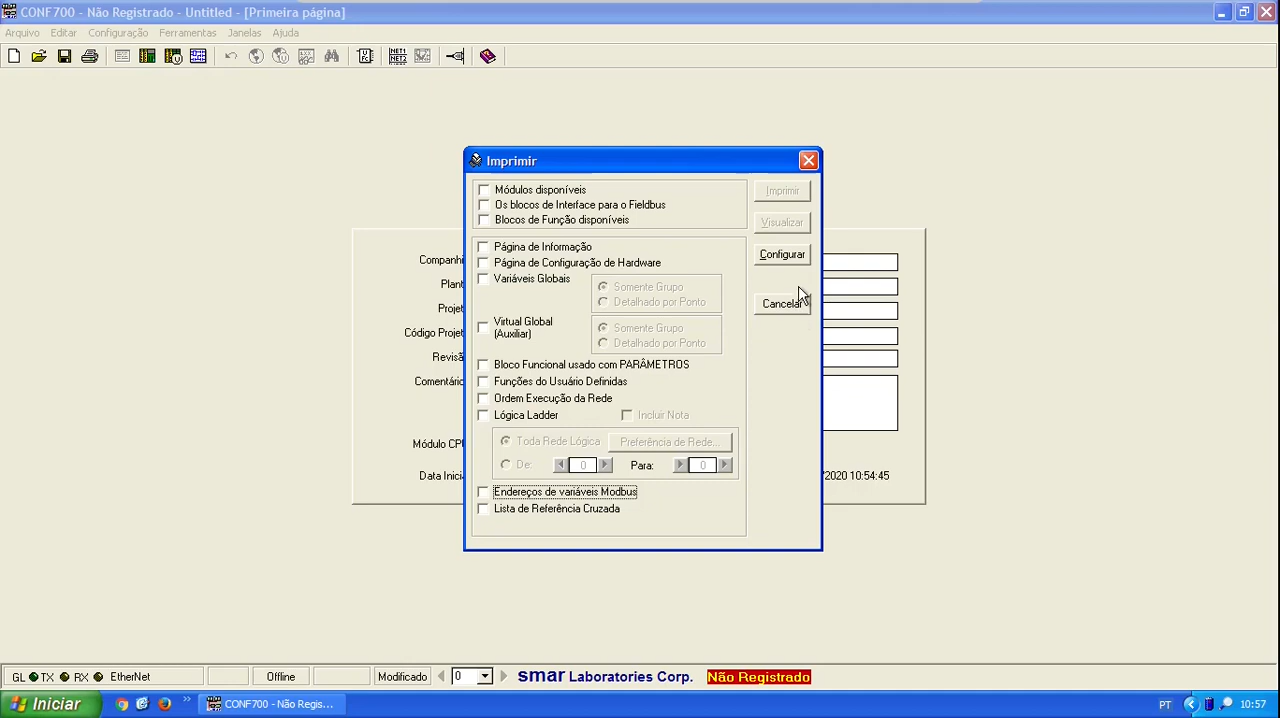 CONF700 - Não Registrado - Untitled - [Primeira página]
Arquivo Editar Configuração Ferramentas Janelas Ajuda
Imprimir
Módulos disponíveis
Os blocos de Interface para o Fieldbus
Blocos de Função disponíveis
Imprimir
Visualizar
Configurar
Cancelar
Página de Informação
Página de Configuração de Hardware
Variáveis Globais
Somente Grupo
Detalhado por Ponto
Virtual Global
(Auxiliar)
Somente Grupo
Detalhado por Ponto
Bloco Funcional usado com PARÂMETROS
Funções do Usuário Definidas
Ordem Execução da Rede
Lógica Ladder Incluir Nota
Toda Rede Lógica Preferência de Rede...
De: 0 Para: 0
Endereços de variáveis Modbus
Lista de Referência Cruzada
Companhi
Plant
Projet
Código Projet
Revisã
Comentário
Módulo CP
Data Inicia
/2020 10:54:45
GL TX RX EtherNet Offline Modificado 0 smar Laboratories Corp. Não Registrado
Iniciar » CONF700 - Não Regis... PT 10:57